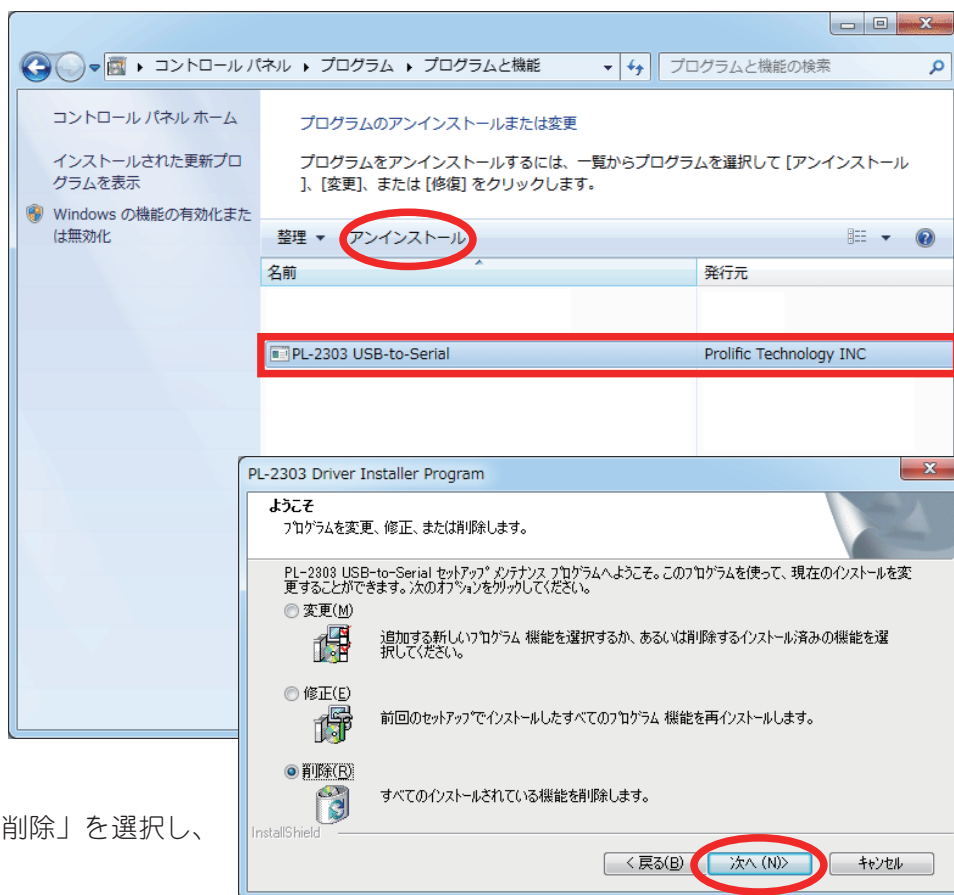 コントロール パネル ▸ プログラム ▸ プログラムと機能
プログラムと機能の検索
コントロール パネル ホーム
インストールされた更新プロ
グラムを表示
Windows の機能の有効化また
は無効化
プログラムのアンインストールまたは変更
プログラムをアンインストールするには、一覧からプログラムを選択して [アンインストール
]、[変更]、または [修復] をクリックします。
整理 ▼ アンインストール
名前 発行元
PL-2303 USB-to-Serial Prolific Technology INC
PL-2303 Driver Installer Program
ようこそ
プログラムを変更、修正、または削除します。
PL-2303 USB-to-Serial セットアップ メンテナンス プログラムへようこそ。このプログラムを使って、現在のインストールを変
更することができます。次のオプションをクリックしてください。
変更(M)
追加する新しいプログラム 機能を選択するか、あるいは削除するインストール済みの機能を選
択してください。
修正(E)
前回のセットアップでインストールしたすべてのプログラム 機能を再インストールします。
削除(R)
すべてのインストールされている機能を削除します。
InstallShield
< 戻る(B) 次へ (N)> キャンセル
削除」を選択し、